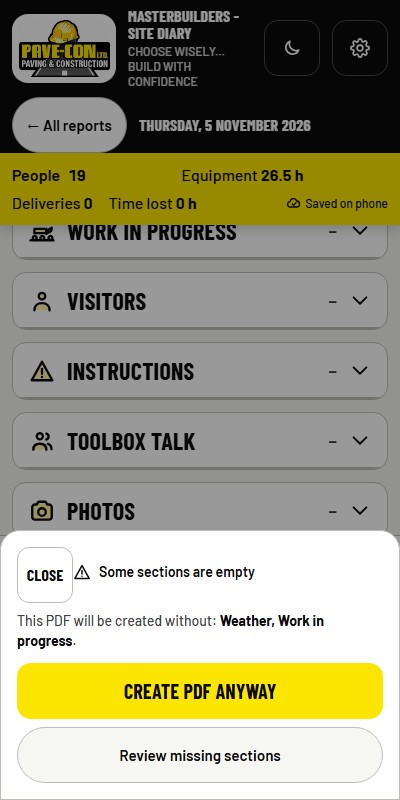 PAVE-CON LTD.
PAVING & CONSTRUCTION
MASTERBUILDERS -
SITE DIARY
CHOOSE WISELY...
BUILD WITH
CONFIDENCE
← All reports
THURSDAY, 5 NOVEMBER 2026
People 19
Equipment 26.5 h
Deliveries 0
Time lost 0 h
Saved on phone
WORK IN PROGRESS –
VISITORS –
INSTRUCTIONS –
TOOLBOX TALK –
PHOTOS –
CLOSE
Some sections are empty
This PDF will be created without: Weather, Work in
progress.
CREATE PDF ANYWAY
Review missing sections